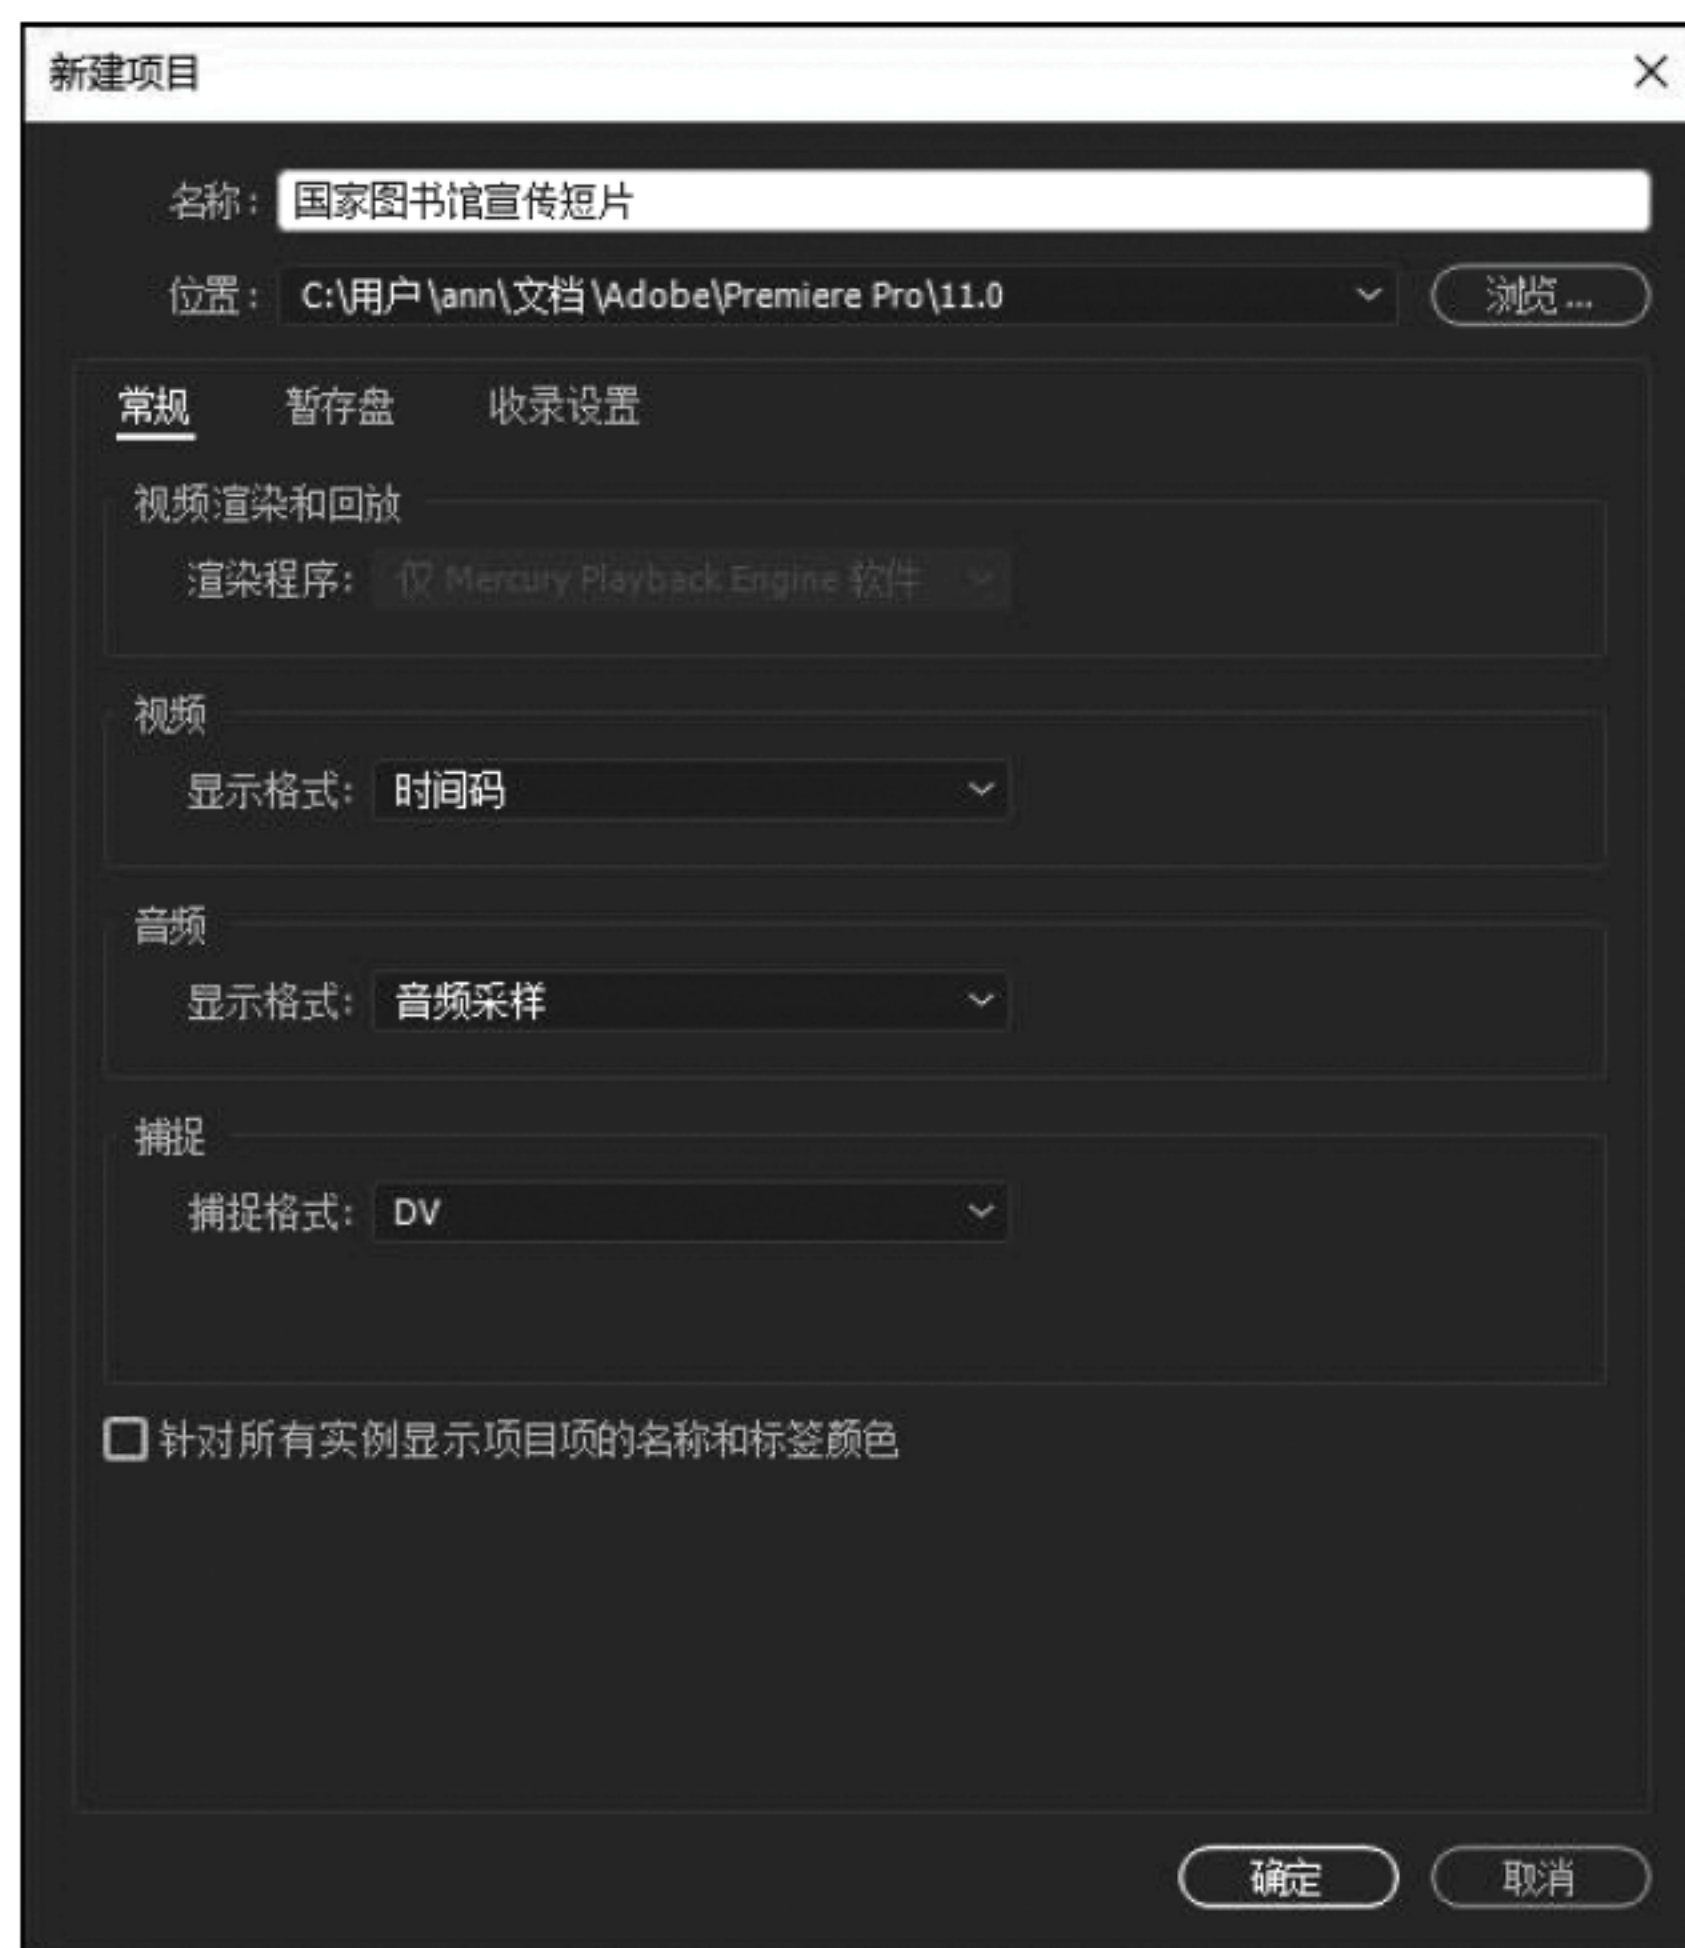 新建项目
名称：国家图书馆宣传短片
位置：C:\用户\ann\文档\Adobe\Premiere Pro\11.0 浏览...
常规 暂存盘 收录设置
视频渲染和回放
渲染程序：仅 Mercury Playback Engine 软件
视频
显示格式：时间码
音频
显示格式：音频采样
捕捉
捕捉格式：DV
针对所有实例显示项目项的名称和标签颜色
确定 取消